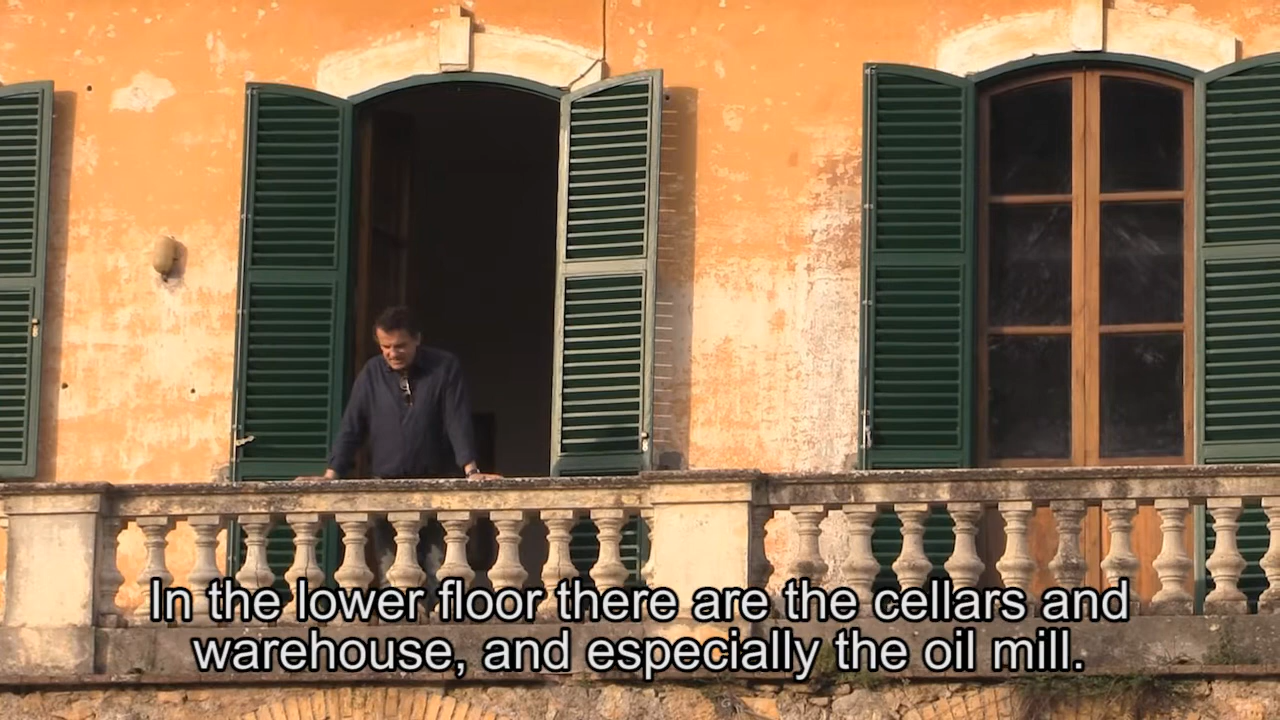 In the lower floor there are the cellars and
warehouse, and especially the oil mill.